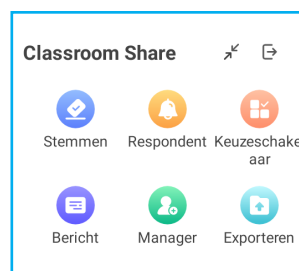 Classroom Share
Stemmen Respondent Keuzeschake
aar
Bericht Manager Exporteren